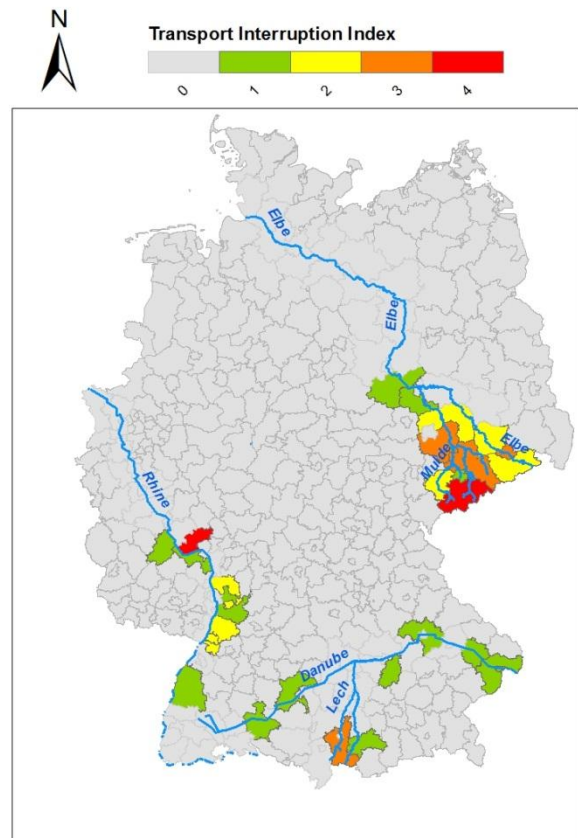 N
Transport Interruption Index
0 1 2 3 4
Elbe
Elbe
Elbe
Mulde
Rhine
Danube
Lech